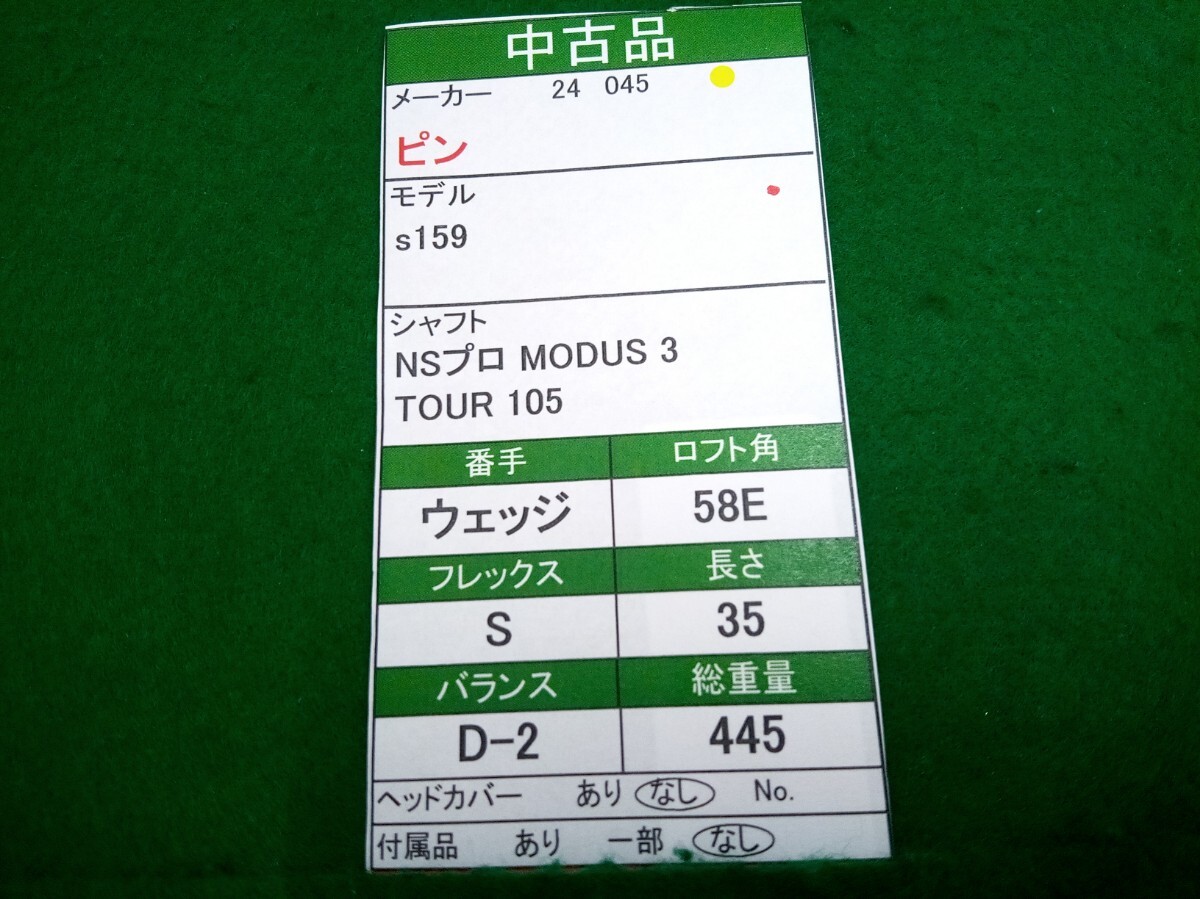 中古品
メーカー 24 045
ピン
モデル
s159
シャフト
NSプロ MODUS 3
TOUR 105
番手 ロフト角
ウェッジ 58E
フレックス 長さ
S 35
バランス 総重量
D-2 445
ヘッドカバー あり なし No.
付属品 あり 一部 なし